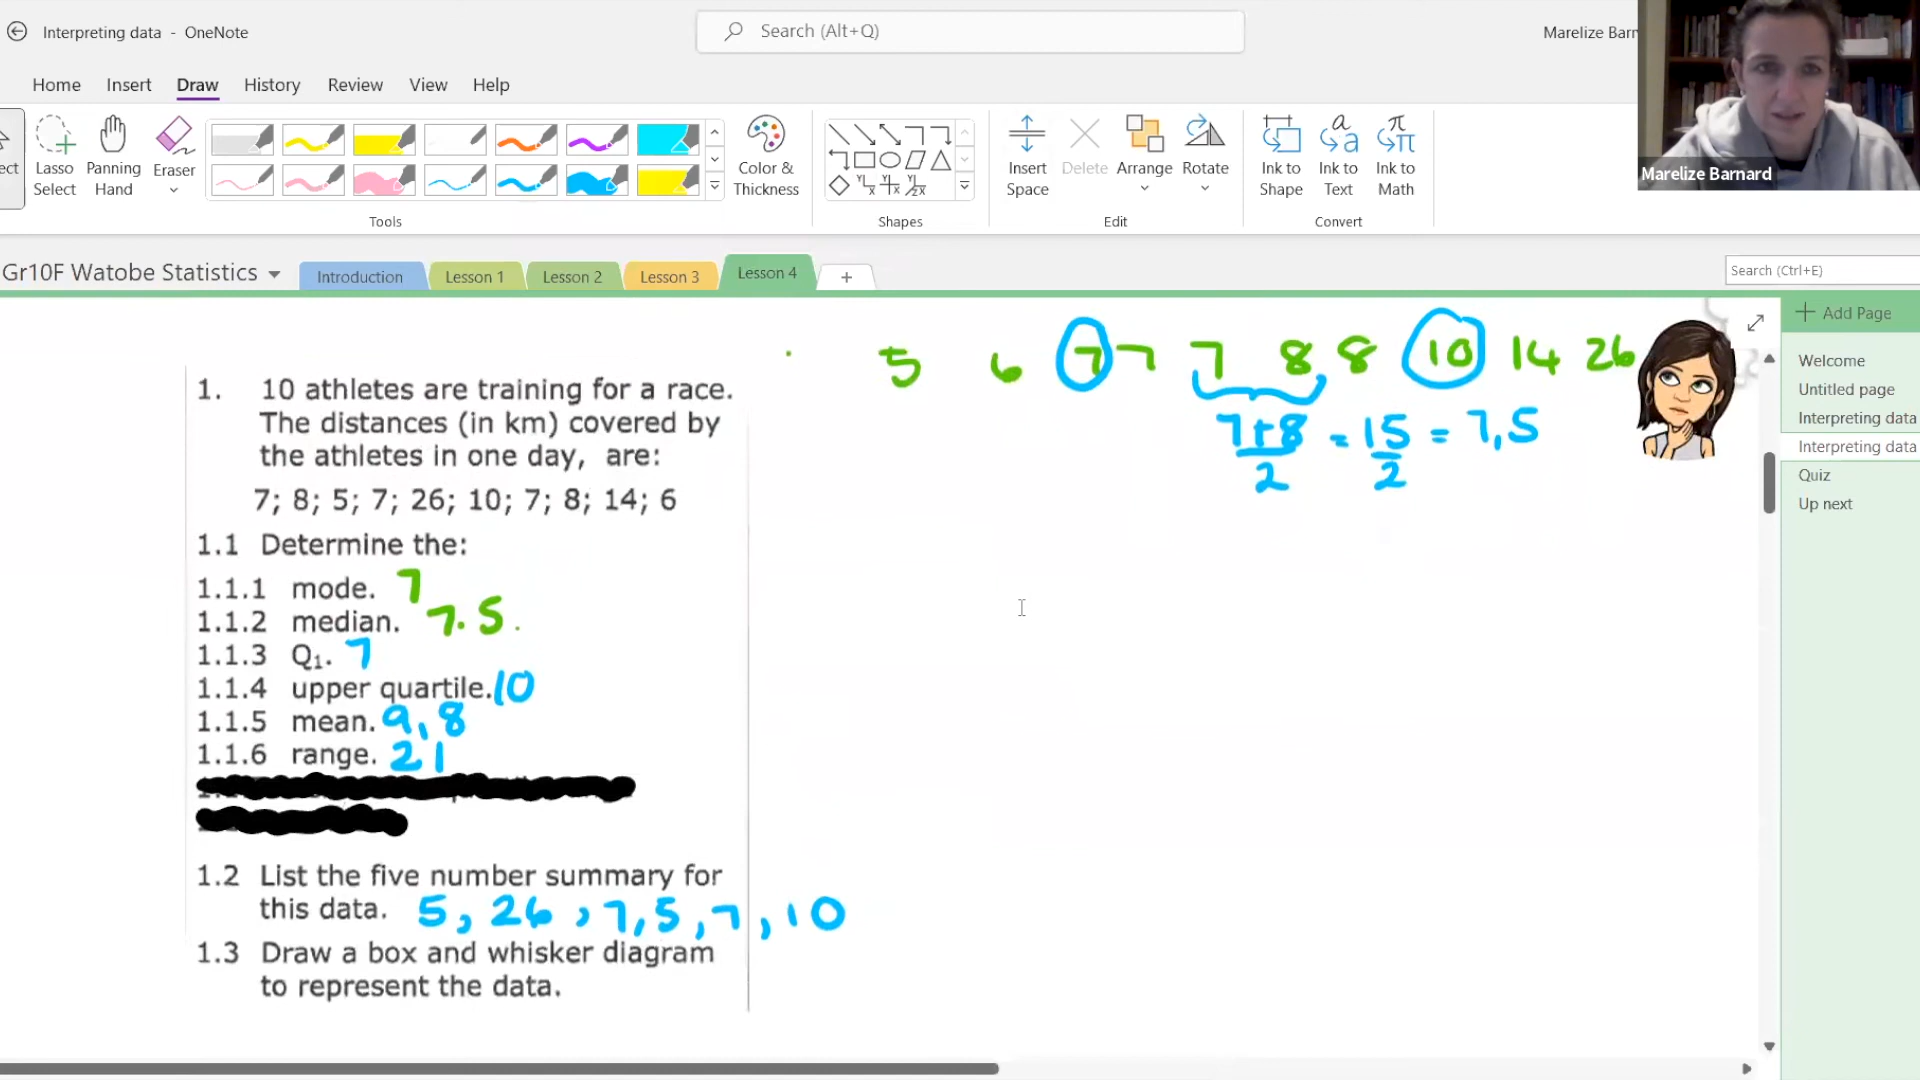 Interpreting data - OneNote
Search (Alt+Q)
Marelize Barn
Home Insert Draw History Review View Help
Lasso Select
Panning Hand
Eraser
Color & Thickness
Insert Space
Delete
Arrange
Rotate
Ink to Shape
Ink to Text
Ink to Math
Tools
Shapes
Edit
Convert
Marelize Barnard
Gr10F Watobe Statistics
Introduction
Lesson 1
Lesson 2
Lesson 3
Lesson 4
Search (Ctrl+E)
Add Page
Welcome
Untitled page
Interpreting data
Interpreting data
Quiz
Up next
5 6 7 7 7 8 8 10 14 26
7+8/2 = 15/2 = 7,5
1. 10 athletes are training for a race.
The distances (in km) covered by
the athletes in one day, are:
7; 8; 5; 7; 26; 10; 7; 8; 14; 6
1.1 Determine the:
1.1.1 mode. 7
1.1.2 median. 7.5.
1.1.3 Q₁. 7
1.1.4 upper quartile. 10
1.1.5 mean. 9,8
1.1.6 range. 21
1.2 List the five number summary for
this data. 5, 26, 7,5, 7, 10
1.3 Draw a box and whisker diagram
to represent the data.